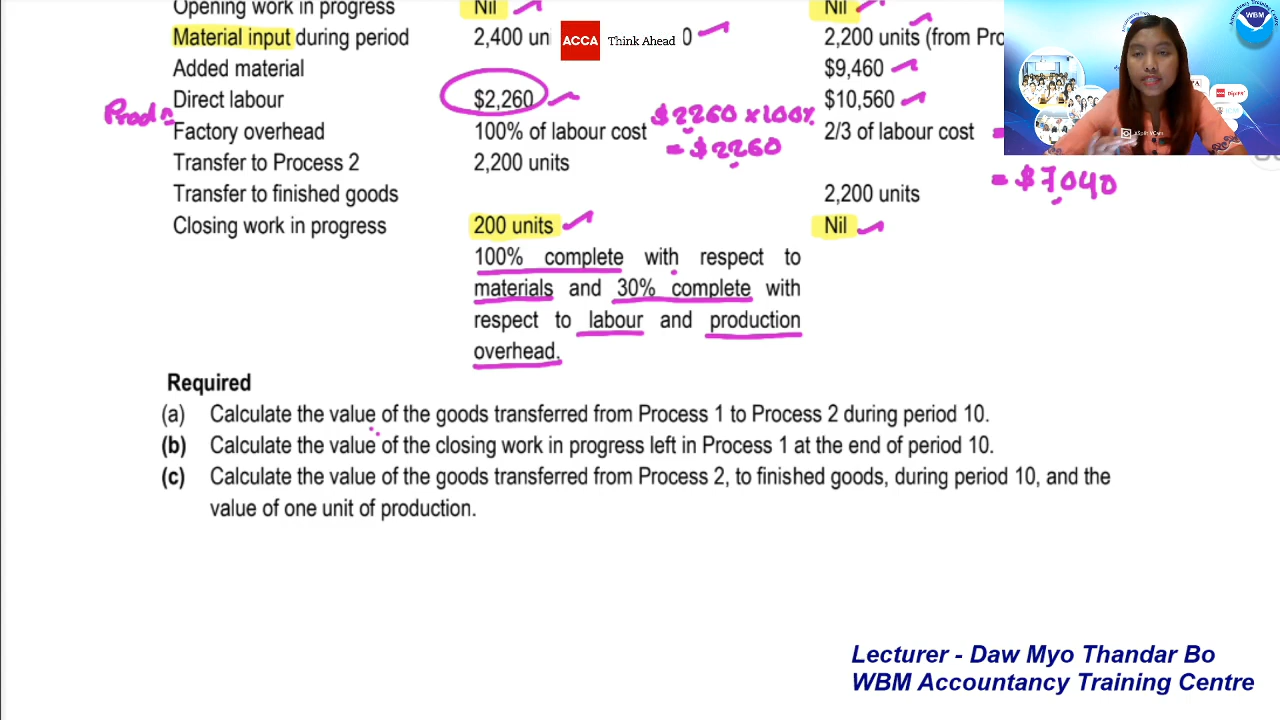 Opening work in progress Nil Nil
Material input during period 2,400 un 0 2,200 units (from Pro
ACCA Think Ahead
Added material $9,460
Direct labour $2,260 $10,560
Prodn $2260 x100%
Factory overhead 100% of labour cost 2/3 of labour cost =
= $2260
Transfer to Process 2 2,200 units
= $7040
Transfer to finished goods 2,200 units
Closing work in progress 200 units Nil
100% complete with respect to
materials and 30% complete with
respect to labour and production
overhead.
Required
(a) Calculate the value of the goods transferred from Process 1 to Process 2 during period 10.
(b) Calculate the value of the closing work in progress left in Process 1 at the end of period 10.
(c) Calculate the value of the goods transferred from Process 2, to finished goods, during period 10, and the
value of one unit of production.
WBM
XSplit VCam
Lecturer - Daw Myo Thandar Bo
WBM Accountancy Training Centre